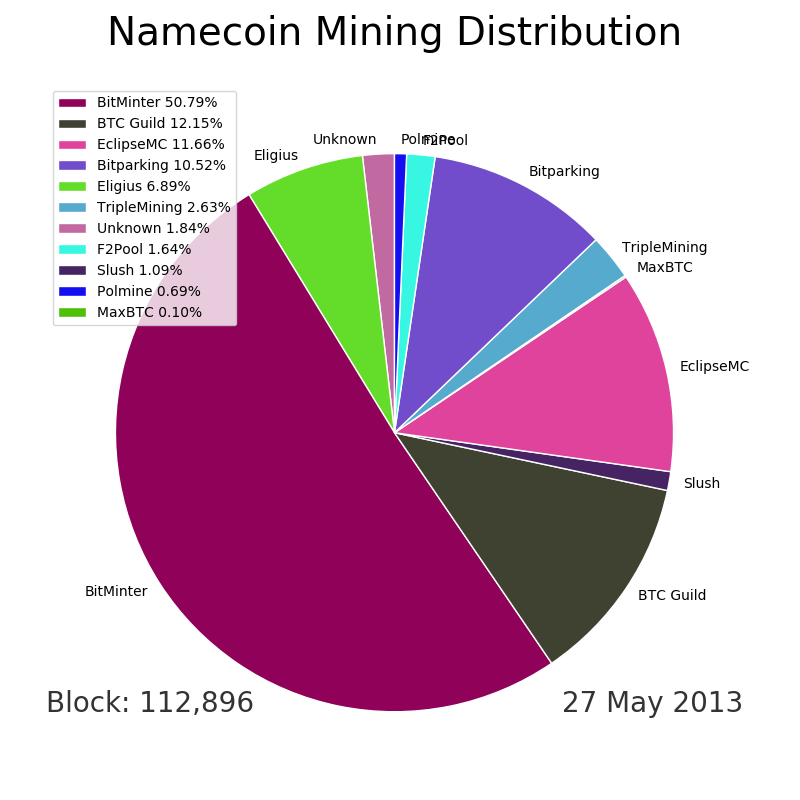 Namecoin Mining Distribution
BitMinter 50.79%
BTC Guild 12.15%
EclipseMC 11.66%
Bitparking 10.52%
Eligius 6.89%
TripleMining 2.63%
Unknown 1.84%
F2Pool 1.64%
Slush 1.09%
Polmine 0.69%
MaxBTC 0.10%
Unknown
Polmine
F2Pool
Eligius
Bitparking
TripleMining
MaxBTC
EclipseMC
Slush
BitMinter
BTC Guild
Block: 112,896
27 May 2013